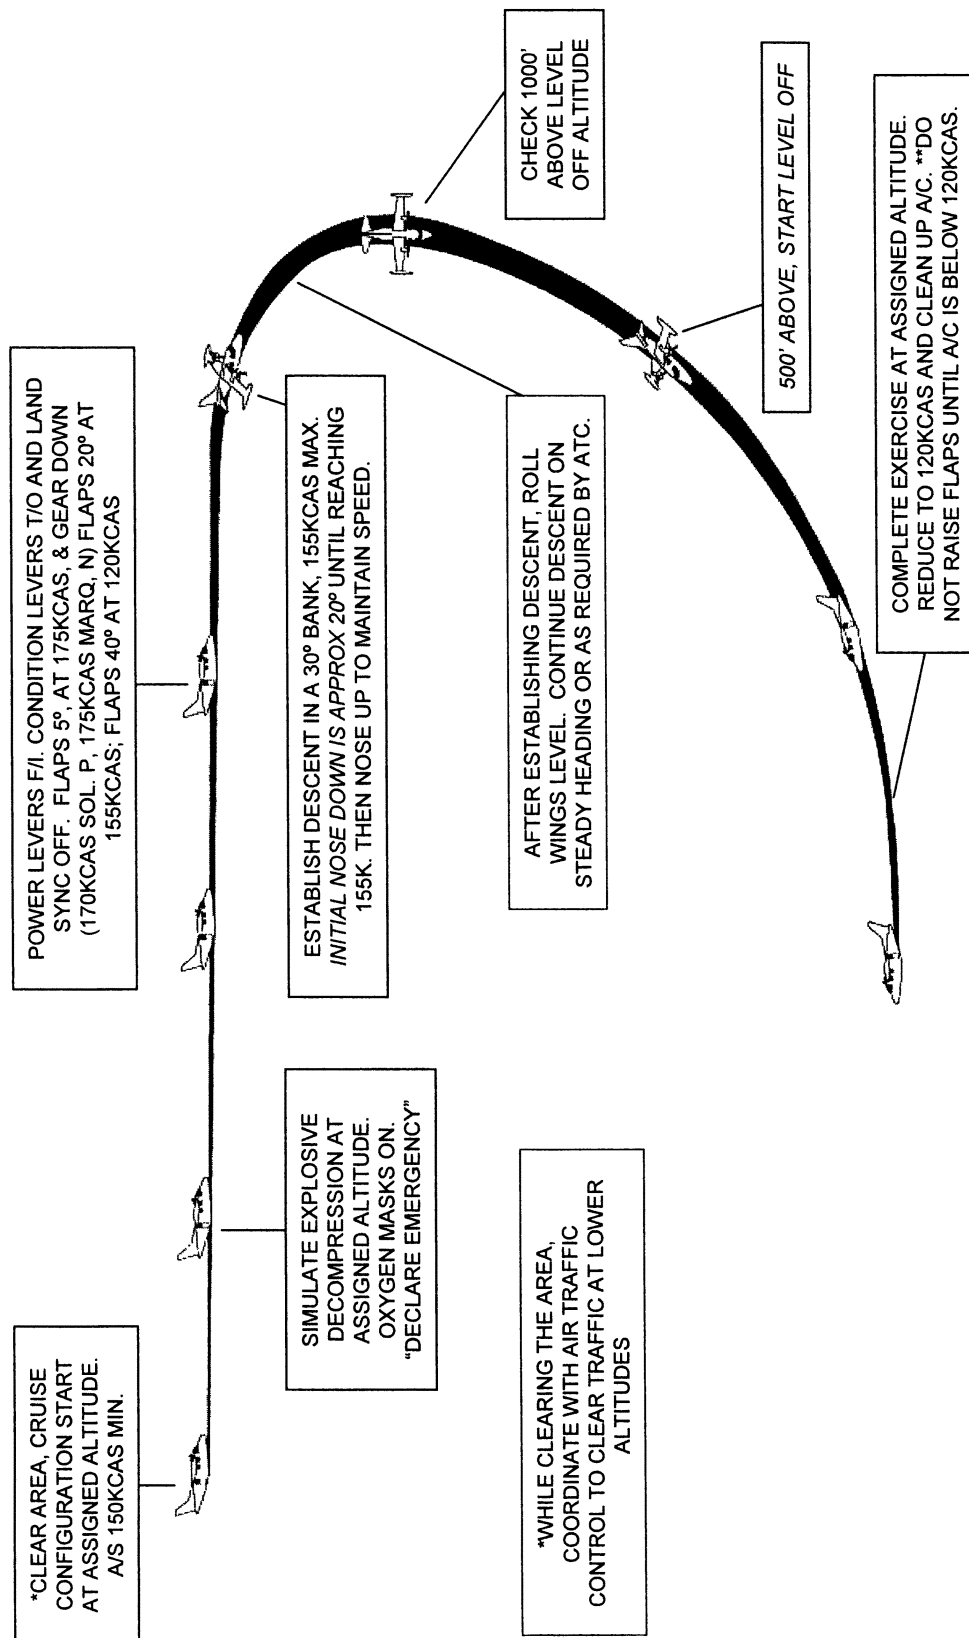 *CLEAR AREA, CRUISE
CONFIGURATION START
AT ASSIGNED ALTITUDE.
A/S 150KCAS MIN.
SIMULATE EXPLOSIVE
DECOMPRESSION AT
ASSIGNED ALTITUDE.
OXYGEN MASKS ON.
"DECLARE EMERGENCY"
*WHILE CLEARING THE AREA,
COORDINATE WITH AIR TRAFFIC
CONTROL TO CLEAR TRAFFIC AT LOWER
ALTITUDES
POWER LEVERS F/I. CONDITION LEVERS T/O AND LAND
SYNC OFF. FLAPS 5º, AT 175KCAS, & GEAR DOWN
(170KCAS SOL. P, 175KCAS MARQ, N) FLAPS 20º AT
155KCAS; FLAPS 40º AT 120KCAS
ESTABLISH DESCENT IN A 30º BANK, 155KCAS MAX.
INITIAL NOSE DOWN IS APPROX 20º UNTIL REACHING
155K. THEN NOSE UP TO MAINTAIN SPEED.
AFTER ESTABLISHING DESCENT, ROLL
WINGS LEVEL. CONTINUE DESCENT ON
STEADY HEADING OR AS REQUIRED BY ATC.
CHECK 1000'
ABOVE LEVEL
OFF ALTITUDE
500' ABOVE, START LEVEL OFF
COMPLETE EXERCISE AT ASSIGNED ALTITUDE.
REDUCE TO 120KCAS AND CLEAN UP A/C. **DO
NOT RAISE FLAPS UNTIL A/C IS BELOW 120KCAS.